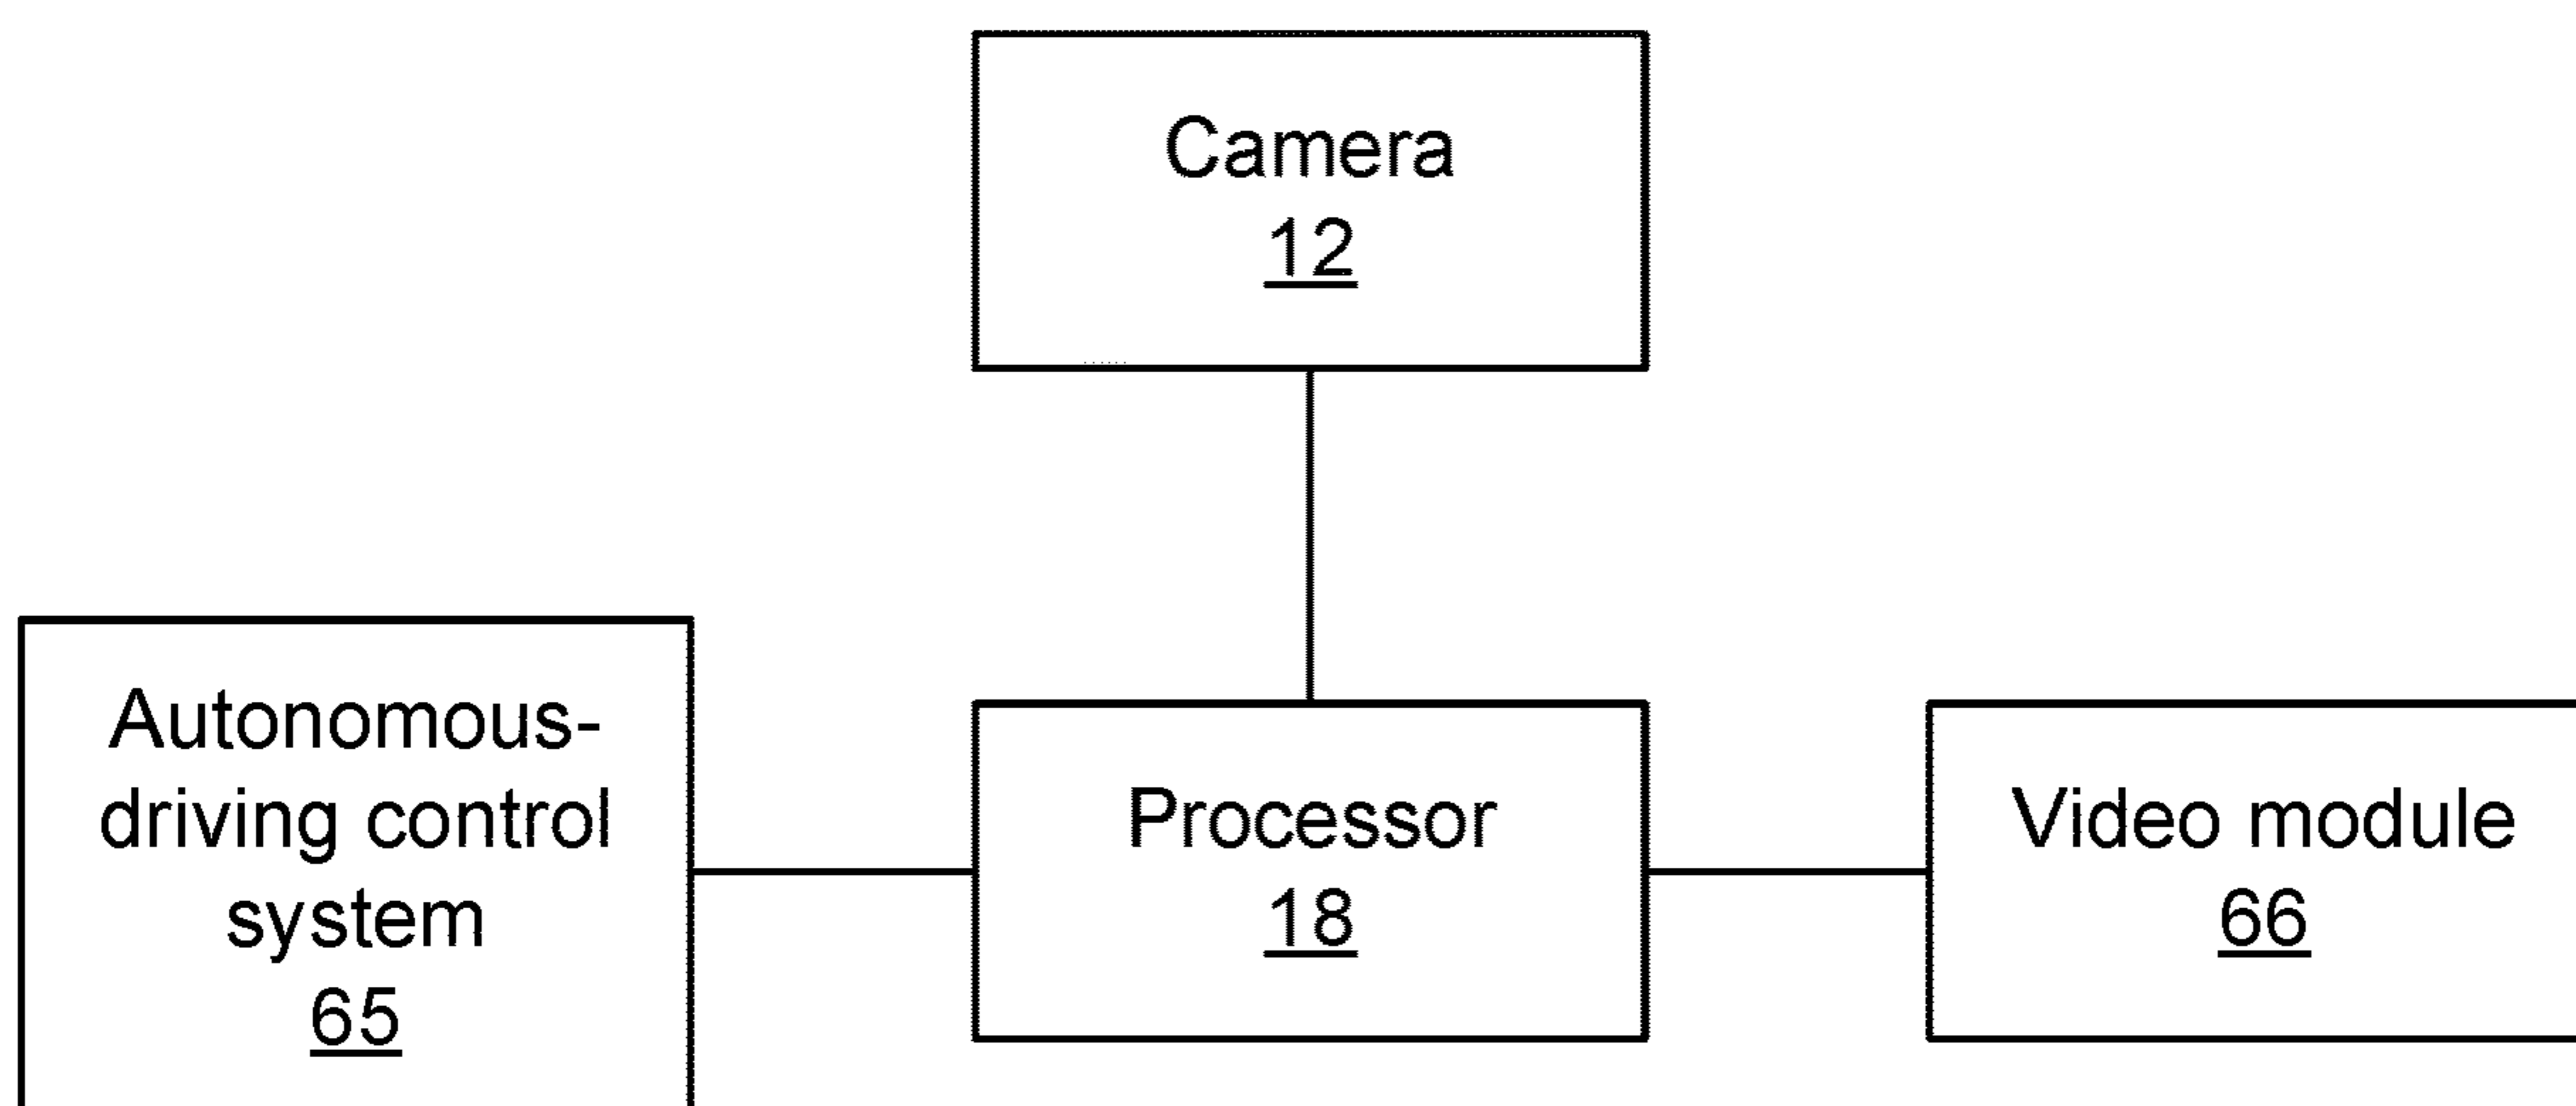 Camera
12
Autonomous-
driving control
system
65
Processor
18
Video module
66